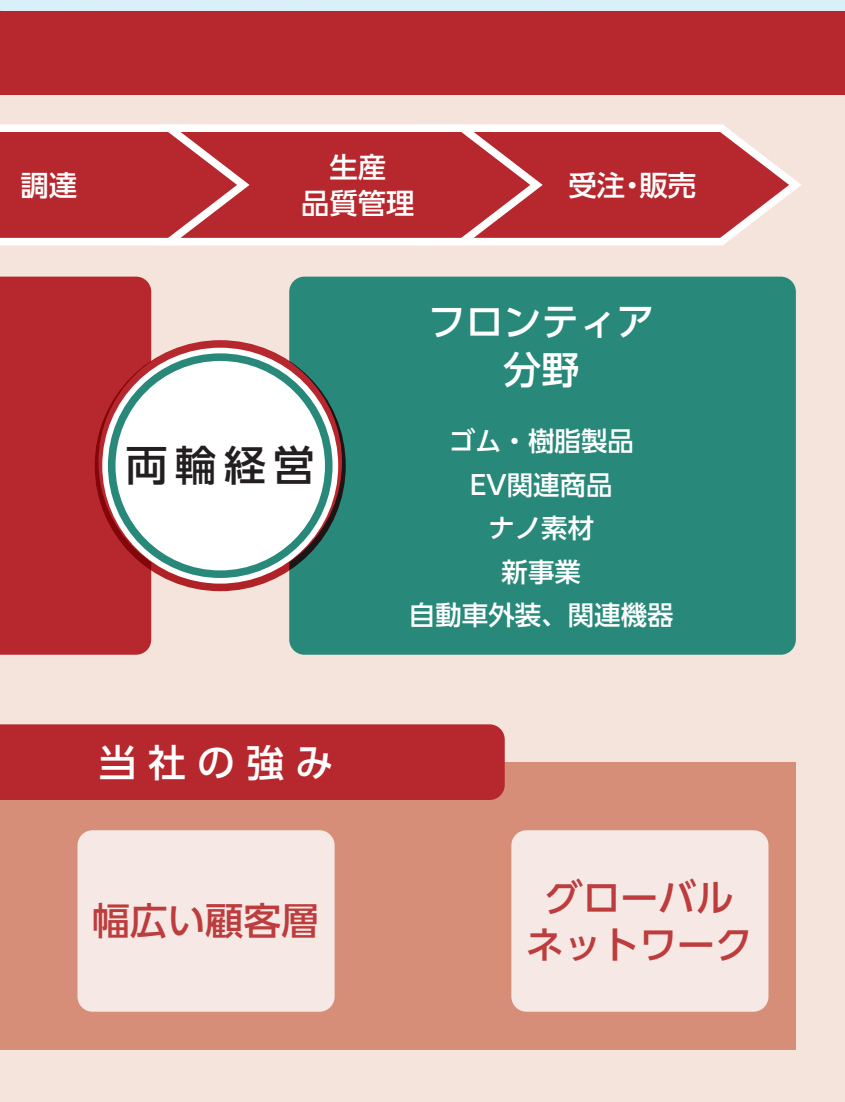 調達
生産
品質管理
受注・販売
両輪経営
フロンティア
分野
ゴム・樹脂製品
EV関連商品
ナノ素材
新事業
自動車外装、関連機器
当社の強み
幅広い顧客層
グローバル
ネットワーク